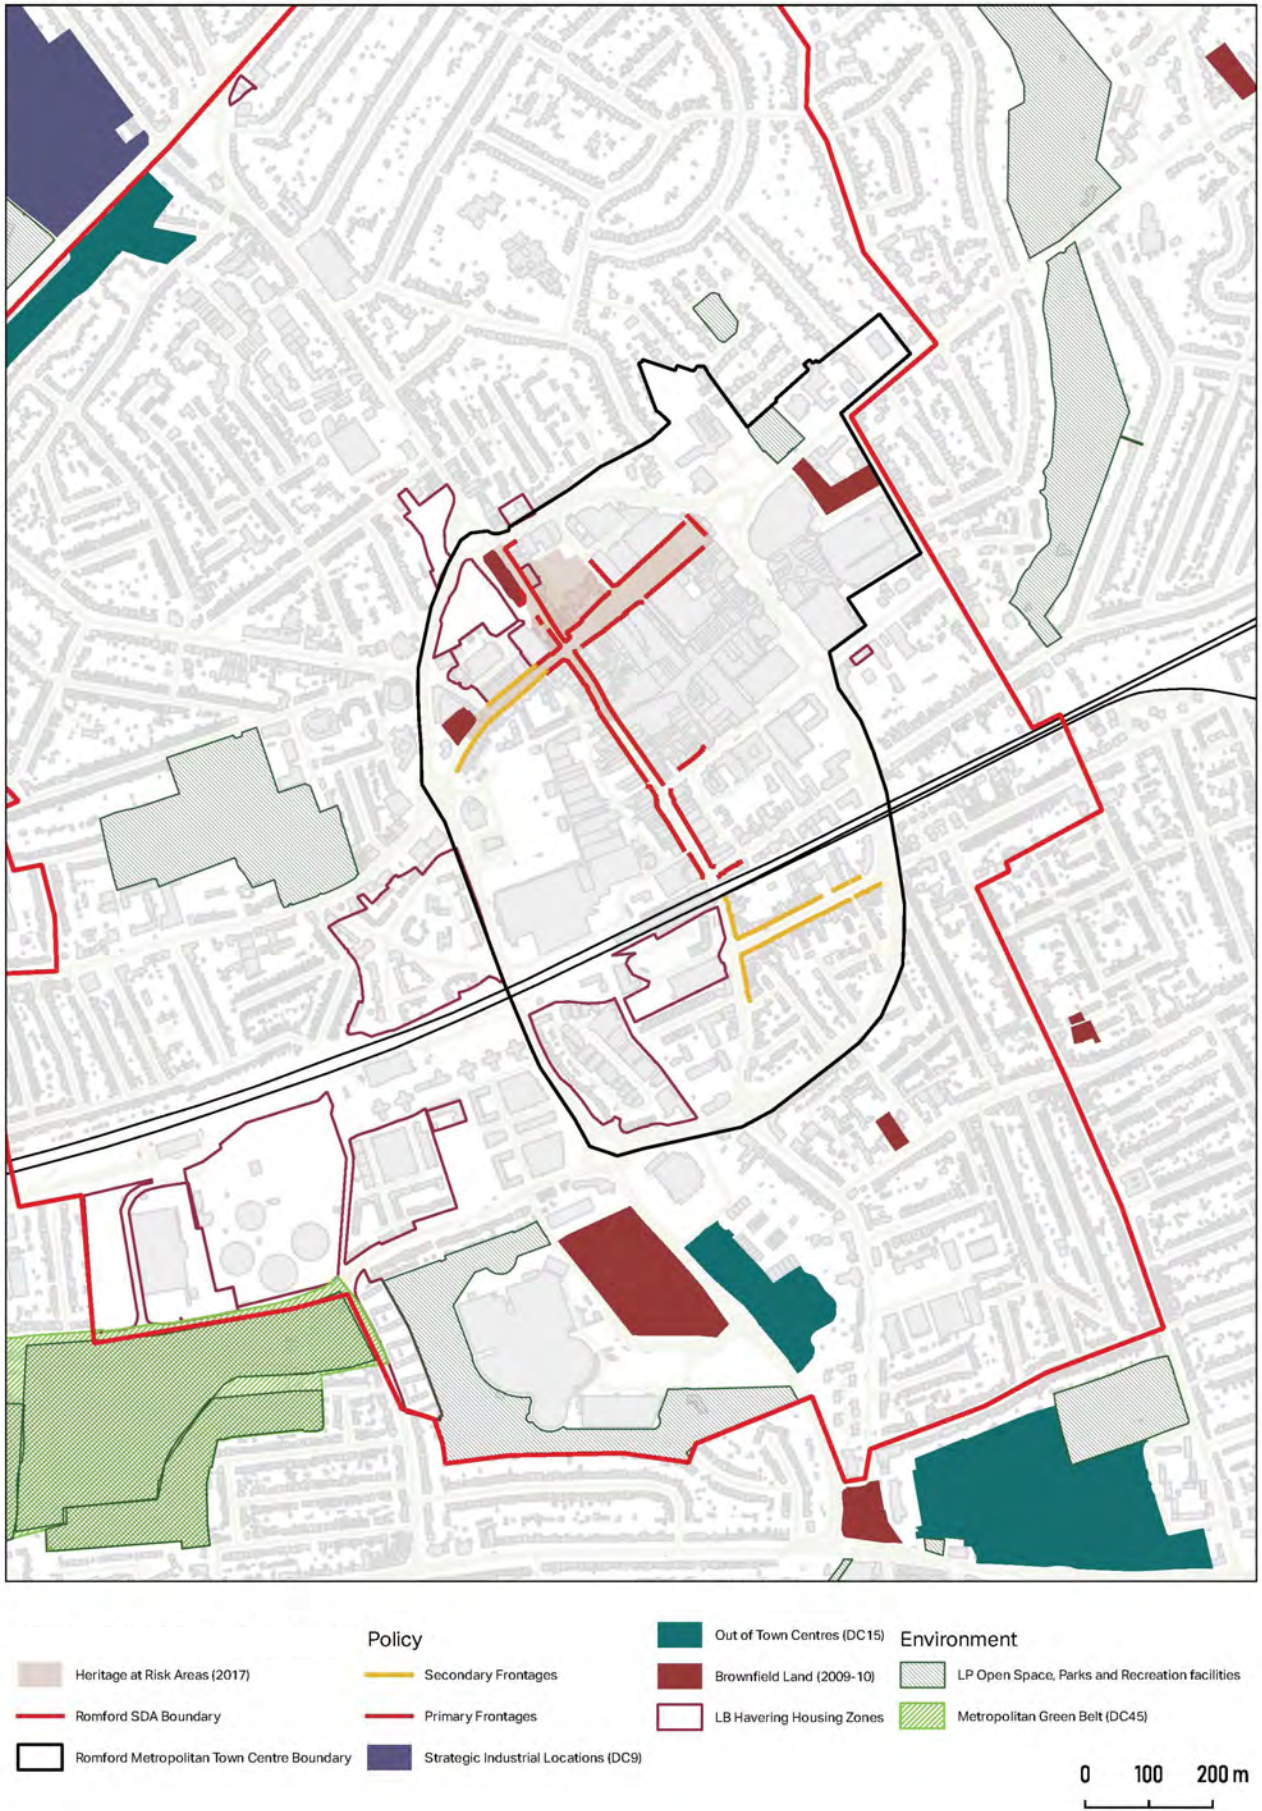 Policy
Environment
Heritage at Risk Areas (2017)
Romford SDA Boundary
Romford Metropolitan Town Centre Boundary
Secondary Frontages
Primary Frontages
Strategic Industrial Locations (DC9)
Out of Town Centres (DC15)
Brownfield Land (2009-10)
LB Havering Housing Zones
LP Open Space, Parks and Recreation facilities
Metropolitan Green Belt (DC45)
0 100 200 m